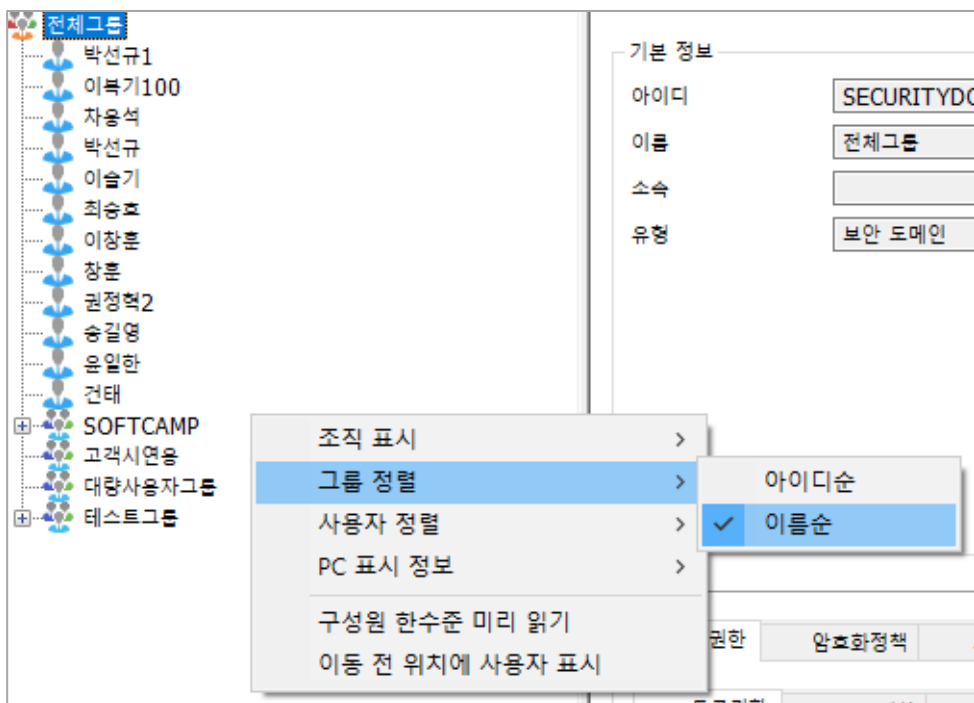 전체그룹
박선규1
이복기100
차응석
박선규
이슬기
최승호
이창훈
창훈
권정혁2
송길영
윤일한
건태
SOFTCAMP
고객시연용
대량사용자그룹
테스트그룹
기본 정보
아이디
SECURITYDO
이름
전체그룹
소속
유형
보안 도메인
조직 표시
그룹 정렬
사용자 정렬
PC 표시 정보
구성원 한수준 미리 읽기
이동 전 위치에 사용자 표시
아이디순
이름순
권한
암호화정책